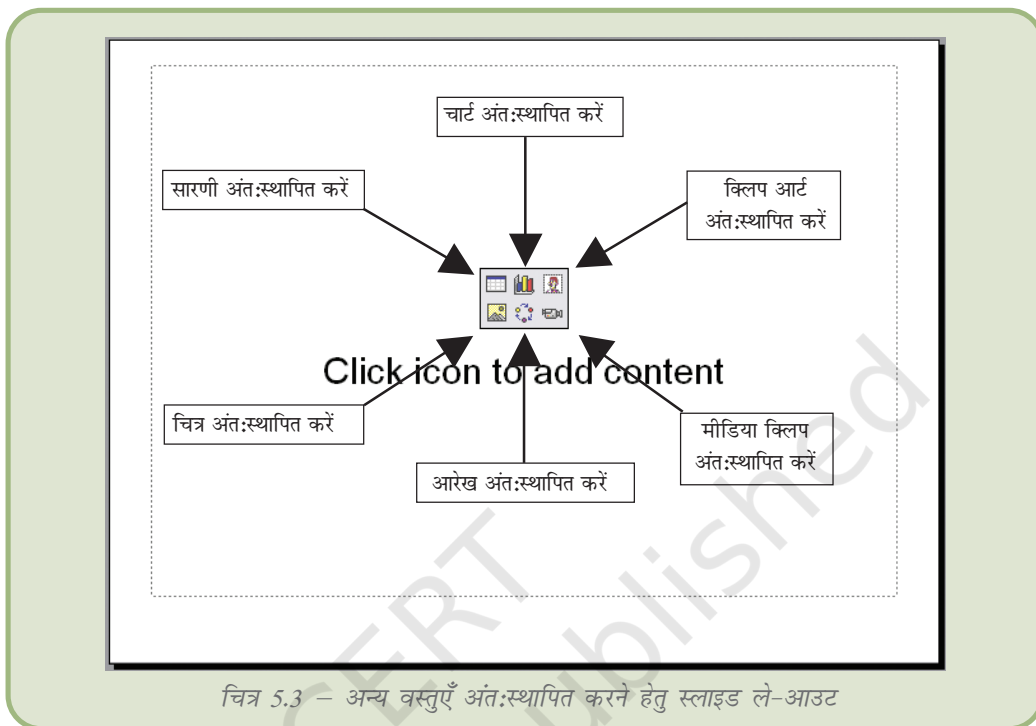 चार्ट अंत:स्थापित करें
सारणी अंत:स्थापित करें
क्लिप आर्ट
अंत:स्थापित करें
Click icon to add content
चित्र अंत:स्थापित करें
मीडिया क्लिप
अंत:स्थापित करें
आरेख अंत:स्थापित करें
चित्र 5.3 – अन्य वस्तुएँ अंत:स्थापित करने हेतु स्लाइड ले-आउट